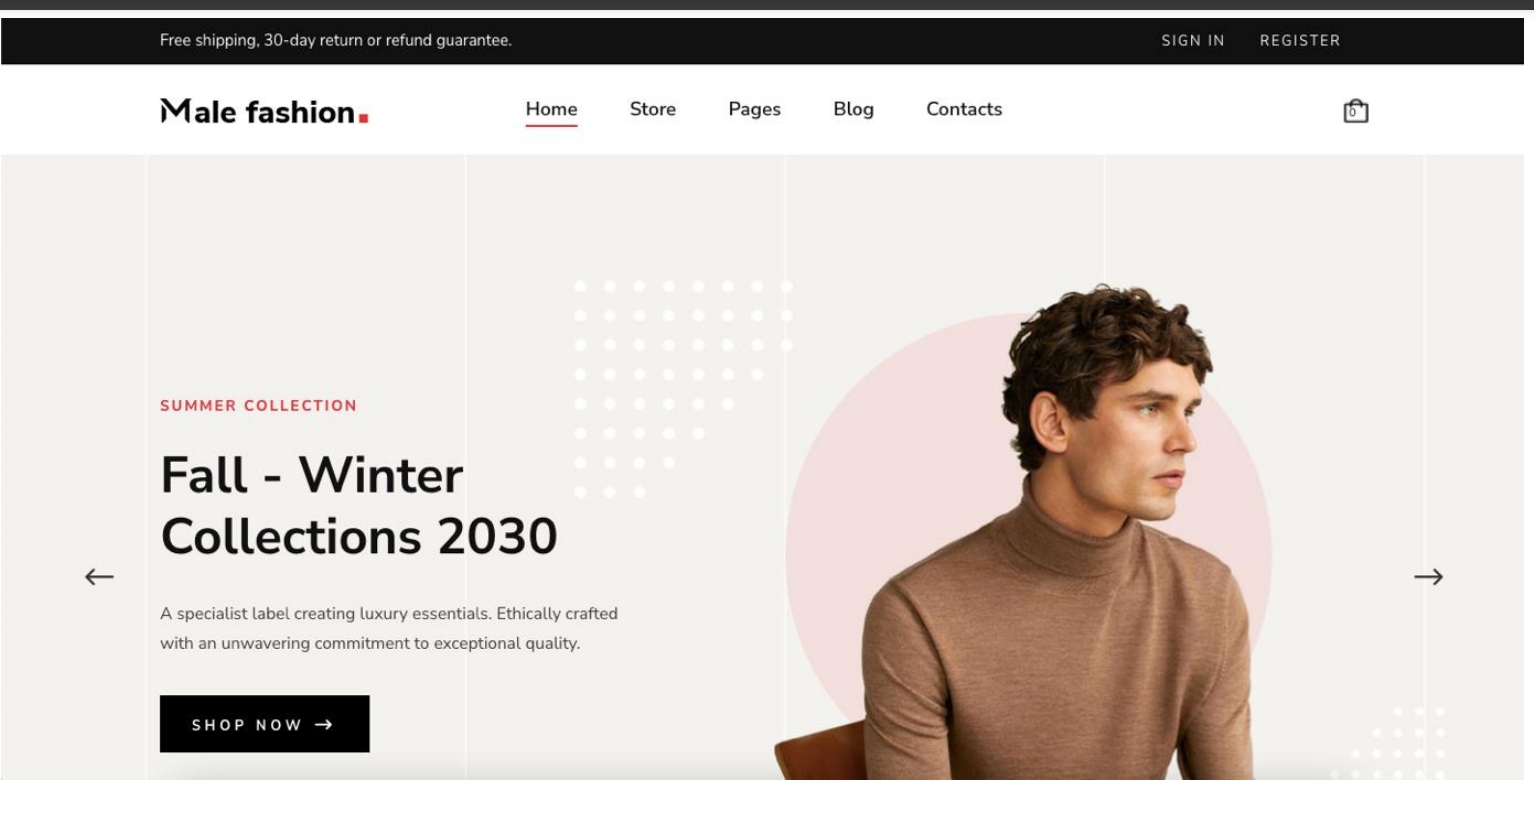 Free shipping, 30-day return or refund guarantee.
SIGN IN REGISTER
Male fashion.
Home Store Pages Blog Contacts
0
SUMMER COLLECTION
Fall - Winter
Collections 2030
A specialist label creating luxury essentials. Ethically crafted
with an unwavering commitment to exceptional quality.
SHOP NOW →